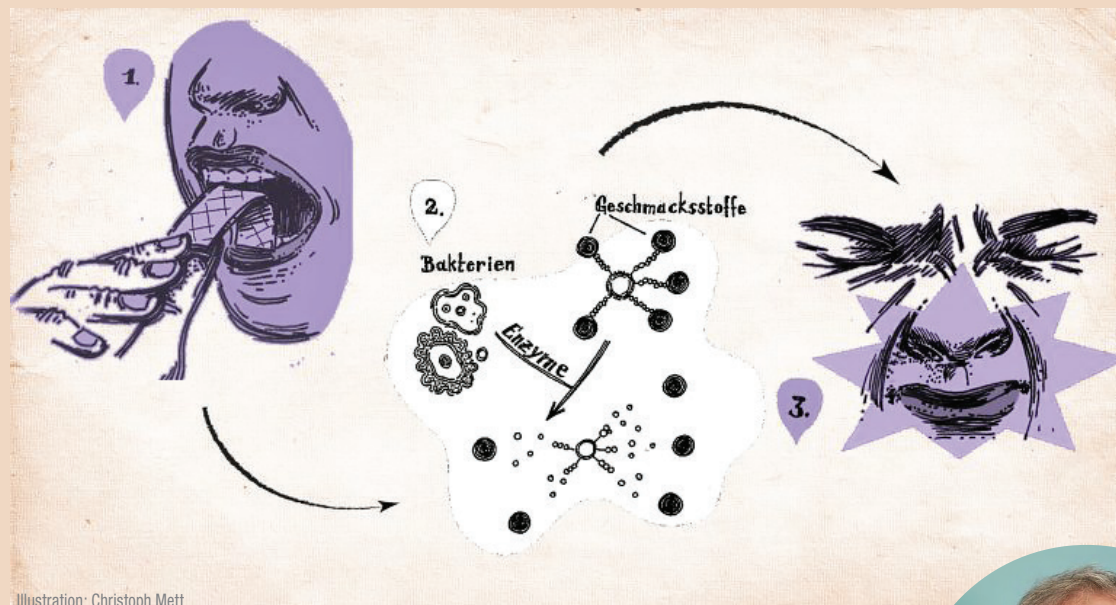 1.
2.
Geschmacksstoffe
Bakterien
Enzyme
3.
Illustration: Christoph Mett